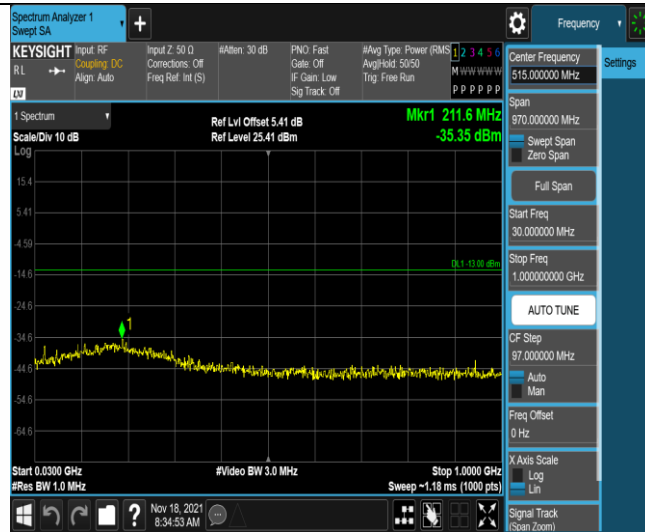 Spectrum Analyzer 1
Swept SA
+
Frequency
KEYSIGHT
RL
LXI
Input: RF
Coupling: DC
Align: Auto
Input Z: 50 Ω
Corrections: Off
Freq Ref: Int (S)
#Atten: 30 dB
PNO: Fast
Gate: Off
IF Gain: Low
Sig Track: Off
#Avg Type: Power (RMS
Avg|Hold: 50/50
Trig: Free Run
1 2 3 4 5 6
M W W W W W
P P P P P P
1 Spectrum
Scale/Div 10 dB
Log
Ref Lvl Offset 5.41 dB
Ref Level 25.41 dBm
Mkr1 211.6 MHz
-35.35 dBm
15.4
5.41
-4.59
-14.6
-24.6
-34.6
-44.6
-54.6
-64.6
DL1 -13.00 dBm
1
Start 0.0300 GHz
#Res BW 1.0 MHz
#Video BW 3.0 MHz
Stop 1.0000 GHz
Sweep ~1.18 ms (1000 pts)
?
Nov 18, 2021
8:34:53 AM
Settings
Center Frequency
515.000000 MHz
Span
970.000000 MHz
Swept Span
Zero Span
Full Span
Start Freq
30.000000 MHz
Stop Freq
1.000000000 GHz
AUTO TUNE
CF Step
97.000000 MHz
Auto
Man
Freq Offset
0 Hz
X Axis Scale
Log
Lin
Signal Track
(Span Zoom)